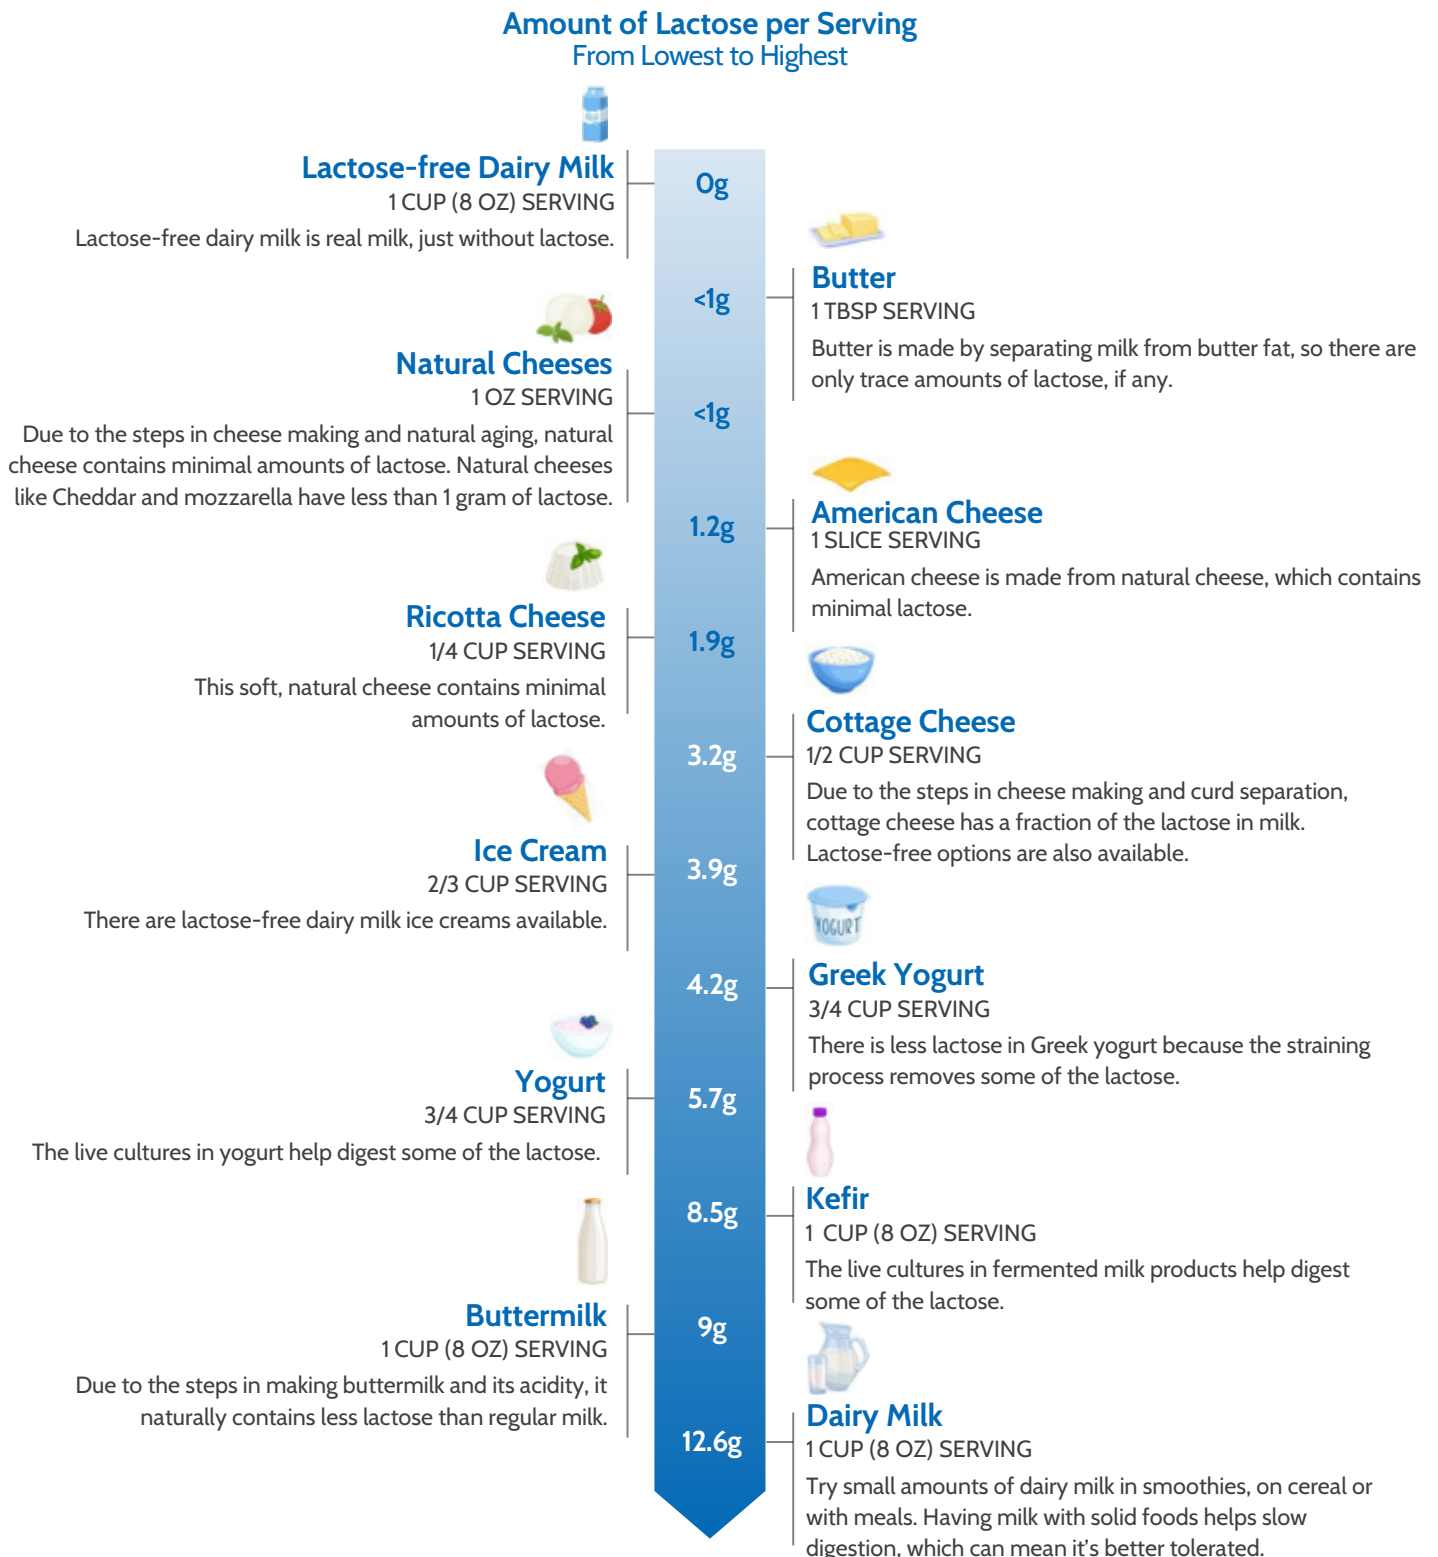 Amount of Lactose per Serving
From Lowest to Highest
Lactose-free Dairy Milk
1 CUP (8 OZ) SERVING
Lactose-free dairy milk is real milk, just without lactose.
0g
Butter
1 TBSP SERVING
Butter is made by separating milk from butter fat, so there are
only trace amounts of lactose, if any.
<1g
Natural Cheeses
1 OZ SERVING
Due to the steps in cheese making and natural aging, natural
cheese contains minimal amounts of lactose. Natural cheeses
like Cheddar and mozzarella have less than 1 gram of lactose.
<1g
American Cheese
1 SLICE SERVING
American cheese is made from natural cheese, which contains
minimal lactose.
1.2g
Ricotta Cheese
1/4 CUP SERVING
This soft, natural cheese contains minimal
amounts of lactose.
1.9g
Cottage Cheese
1/2 CUP SERVING
Due to the steps in cheese making and curd separation,
cottage cheese has a fraction of the lactose in milk.
Lactose-free options are also available.
3.2g
Ice Cream
2/3 CUP SERVING
There are lactose-free dairy milk ice creams available.
3.9g
YOGURT
Greek Yogurt
3/4 CUP SERVING
There is less lactose in Greek yogurt because the straining
process removes some of the lactose.
4.2g
Yogurt
3/4 CUP SERVING
The live cultures in yogurt help digest some of the lactose.
5.7g
Kefir
1 CUP (8 OZ) SERVING
The live cultures in fermented milk products help digest
some of the lactose.
8.5g
Buttermilk
1 CUP (8 OZ) SERVING
Due to the steps in making buttermilk and its acidity, it
naturally contains less lactose than regular milk.
9g
Dairy Milk
1 CUP (8 OZ) SERVING
Try small amounts of dairy milk in smoothies, on cereal or
with meals. Having milk with solid foods helps slow
digestion, which can mean it's better tolerated.
12.6g